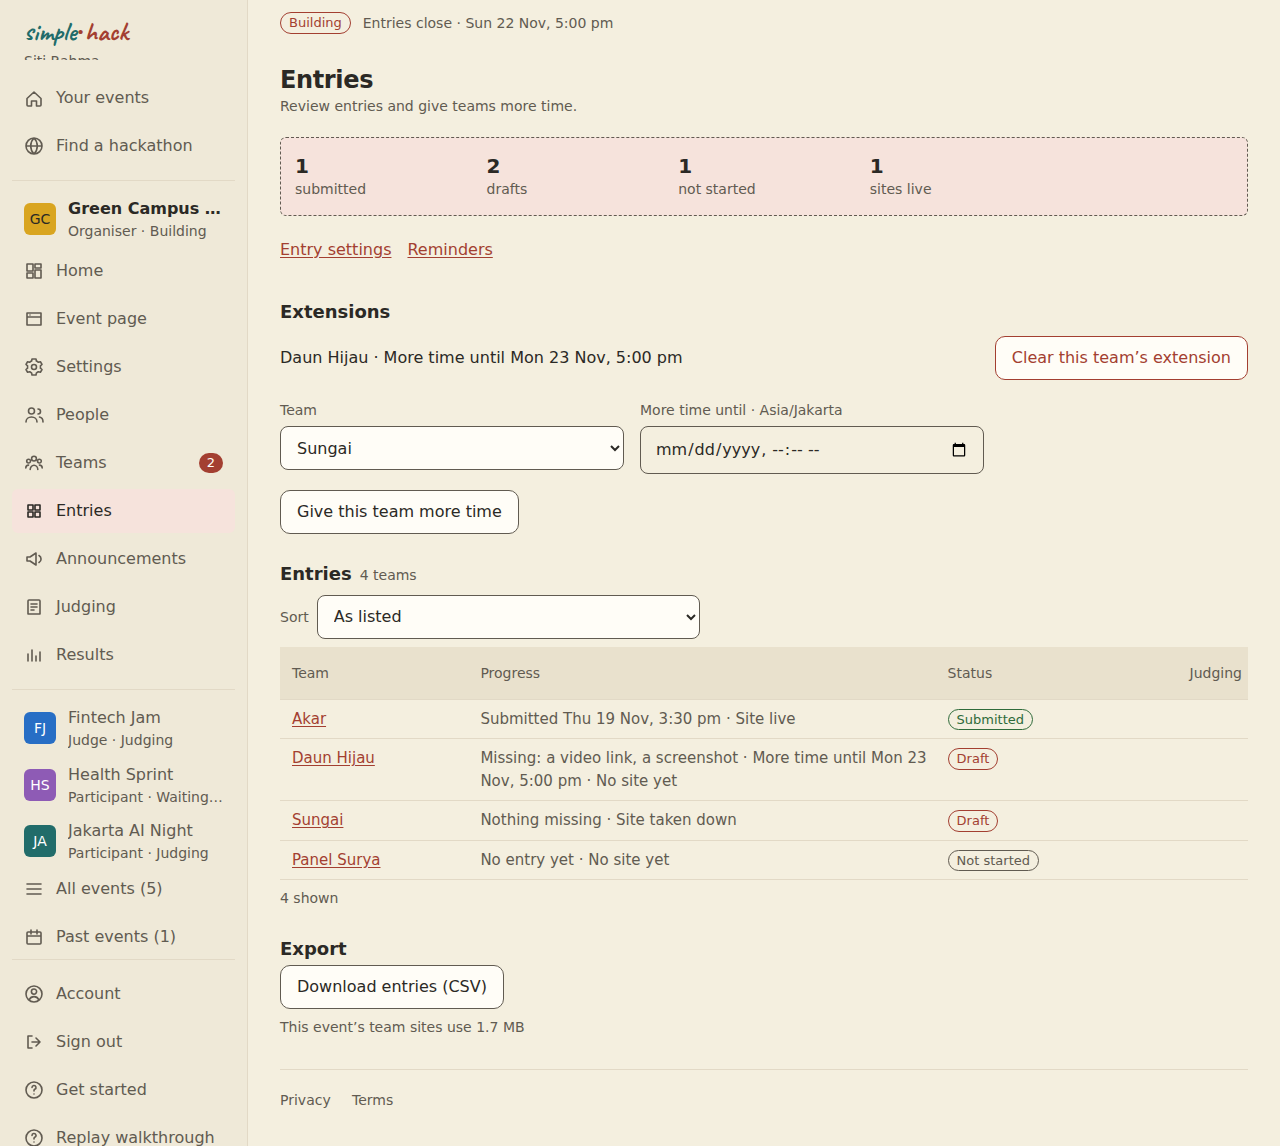 simple·hack
Siti Rahma
Your events
Find a hackathon
GC
Green Campus ...
Organiser · Building
Home
Event page
Settings
People
Teams
2
Entries
Announcements
Judging
Results
FJ
Fintech Jam
Judge · Judging
HS
Health Sprint
Participant · Waiting...
JA
Jakarta AI Night
Participant · Judging
All events (5)
Past events (1)
Account
Sign out
Get started
Replay walkthrough
Building
Entries close · Sun 22 Nov, 5:00 pm
Entries
Review entries and give teams more time.
1
submitted
2
drafts
1
not started
1
sites live
Entry settings
Reminders
Extensions
Daun Hijau · More time until Mon 23 Nov, 5:00 pm
Clear this team’s extension
Team
More time until · Asia/Jakarta
Sungai
mm/dd/yyyy, --:-- --
Give this team more time
Entries 4 teams
Sort
As listed
Team Progress Status Judging
Akar Submitted Thu 19 Nov, 3:30 pm · Site live Submitted
Daun Hijau Missing: a video link, a screenshot · More time until Mon 23 Draft
Nov, 5:00 pm · No site yet
Sungai Nothing missing · Site taken down Draft
Panel Surya No entry yet · No site yet Not started
4 shown
Export
Download entries (CSV)
This event’s team sites use 1.7 MB
Privacy
Terms